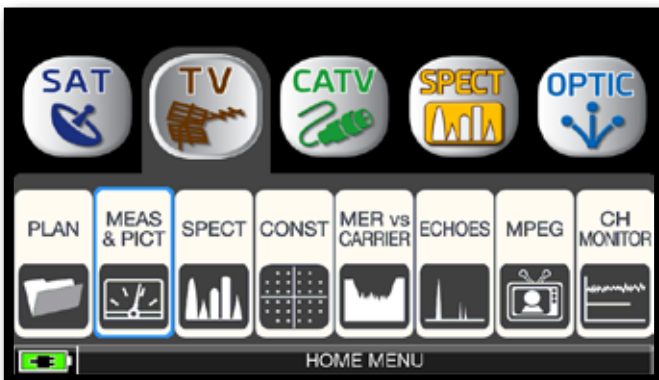 SAT
TV
CATV
SPECT
OPTIC
PLAN
MEAS
& PICT
SPECT
CONST
MER vs
CARRIER
ECHOES
MPEG
CH
MONITOR
HOME MENU